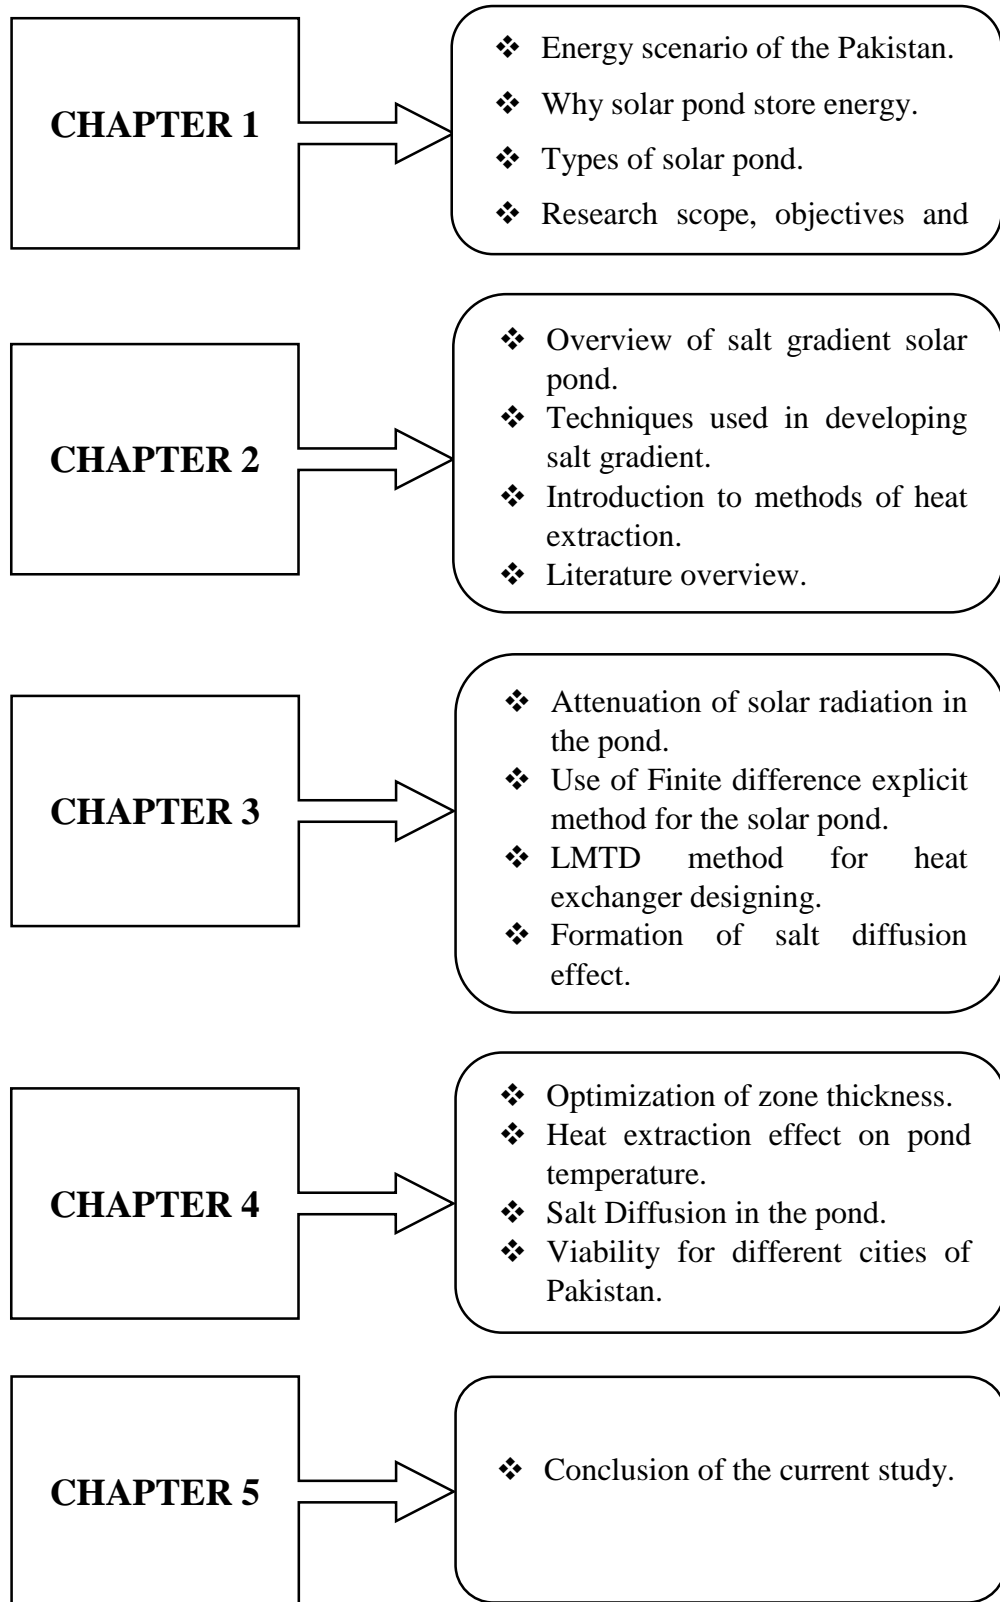 CHAPTER 1
❖ Energy scenario of the Pakistan.
❖ Why solar pond store energy.
❖ Types of solar pond.
❖ Research scope, objectives and
CHAPTER 2
❖ Overview of salt gradient solar
pond.
❖ Techniques used in developing
salt gradient.
❖ Introduction to methods of heat
extraction.
❖ Literature overview.
CHAPTER 3
❖ Attenuation of solar radiation in
the pond.
❖ Use of Finite difference explicit
method for the solar pond.
❖ LMTD method for heat
exchanger designing.
❖ Formation of salt diffusion
effect.
CHAPTER 4
❖ Optimization of zone thickness.
❖ Heat extraction effect on pond
temperature.
❖ Salt Diffusion in the pond.
❖ Viability for different cities of
Pakistan.
CHAPTER 5
❖ Conclusion of the current study.